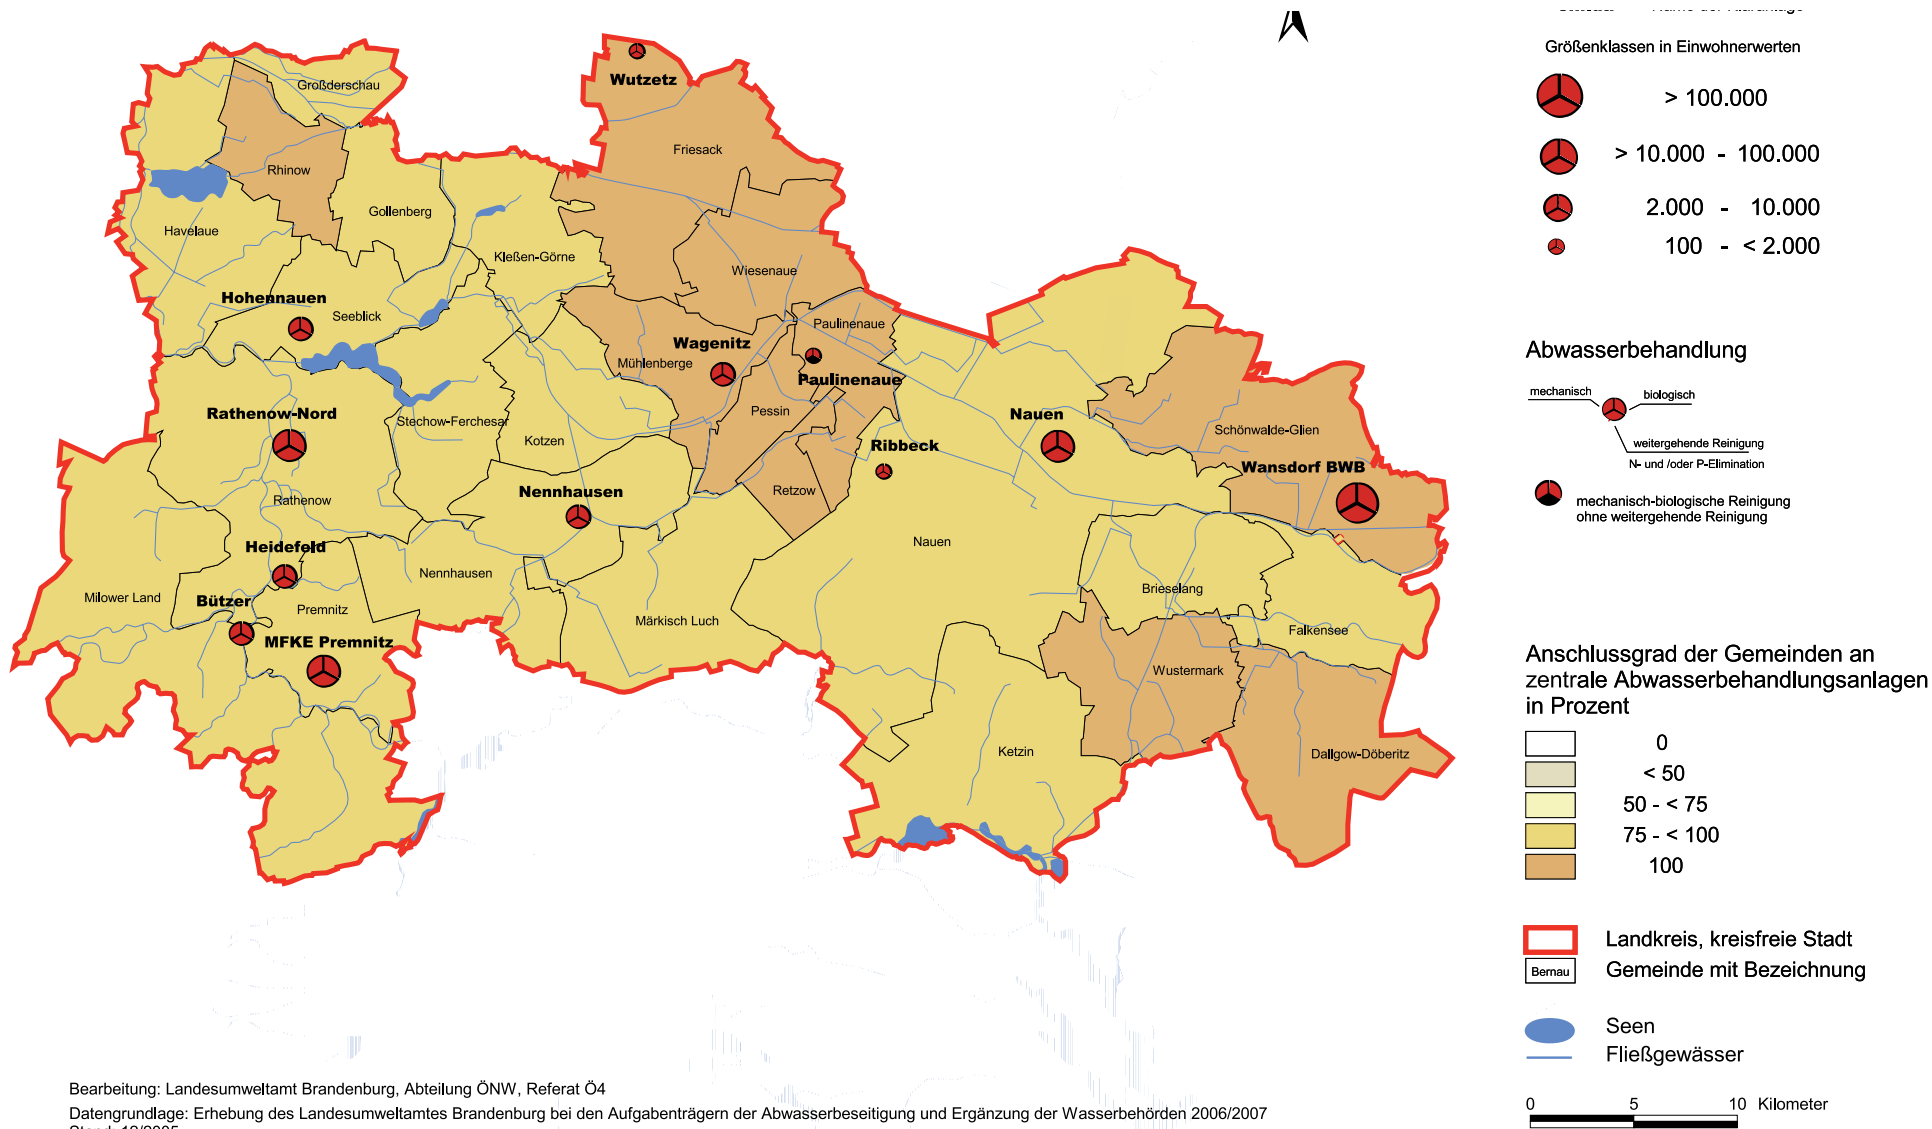 Großderschau
Wutzetz
Friesack
Rhinow
Gollenberg
Havelaue
Kleßen-Görne
Wiesenaue
Hohennauen
Seeblick
Paulinenaue
Wagenitz
Mühlenberge
Paulinenaue
Rathenow-Nord
Pessin
Nauen
Stechow-Ferchesar
Kotzen
Ribbeck
Schönwalde-Glien
Wansdorf BWB
Nennhausen
Retzow
Rathenow
Heidefeld
Nauen
Nennhausen
Brieselang
Milower Land
Bützer
Premnitz
Märkisch Luch
Falkensee
MFKE Premnitz
Wustermark
Ketzin
Dallgow-Döberitz
Größenklassen in Einwohnerwerten
> 100.000
> 10.000 - 100.000
2.000 - 10.000
100 - < 2.000
Abwasserbehandlung
mechanisch
biologisch
weitergehende Reinigung
N- und /oder P-Elimination
mechanisch-biologische Reinigung
ohne weitergehende Reinigung
Anschlussgrad der Gemeinden an
zentrale Abwasserbehandlungsanlagen
in Prozent
0
< 50
50 - < 75
75 - < 100
100
Landkreis, kreisfreie Stadt
Bernau Gemeinde mit Bezeichnung
Seen
Fließgewässer
0 5 10 Kilometer
Bearbeitung: Landesumweltamt Brandenburg, Abteilung ÖNW, Referat Ö4
Datengrundlage: Erhebung des Landesumweltamtes Brandenburg bei den Aufgabenträgern der Abwasserbeseitigung und Ergänzung der Wasserbehörden 2006/2007